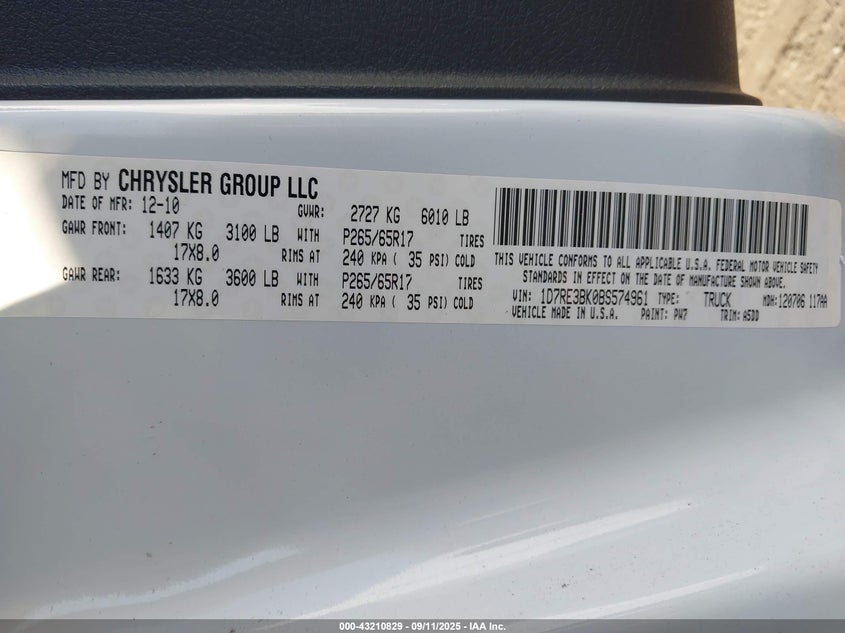 MFD BY CHRYSLER GROUP LLC
DATE OF MFR: 12-10 GVWR: 2727 KG 6010 LB
GAWR FRONT: 1407 KG 3100 LB WITH P265/65R17 TIRES
17X8.0 RIMS AT 240 KPA ( 35 PSI) COLD
GAWR REAR: 1633 KG 3600 LB WITH P265/65R17 TIRES
17X8.0 RIMS AT 240 KPA ( 35 PSI) COLD
THIS VEHICLE CONFORMS TO ALL APPLICABLE U.S.A. FEDERAL MOTOR VEHICLE SAFETY
STANDARDS IN EFFECT ON THE DATE OF MANUFACTURE SHOWN ABOVE.
VIN: 1D7RE3BK0BS574961 TYPE: TRUCK MDH:120706 117AA
VEHICLE MADE IN U.S.A. PAINT: PW7 TRIM: A5DD
000-43210829 - 09/11/2025 - IAA Inc.